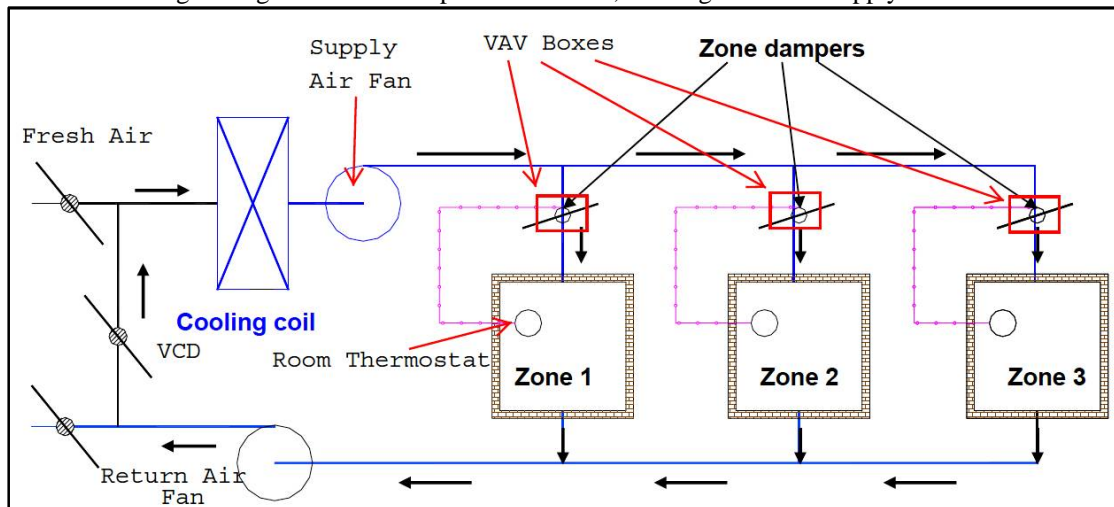 Supply
Air Fan
VAV Boxes
Zone dampers
Fresh Air
Cooling coil
VCD
Room Thermostat
Zone 1
Zone 2
Zone 3
Return Air
Fan